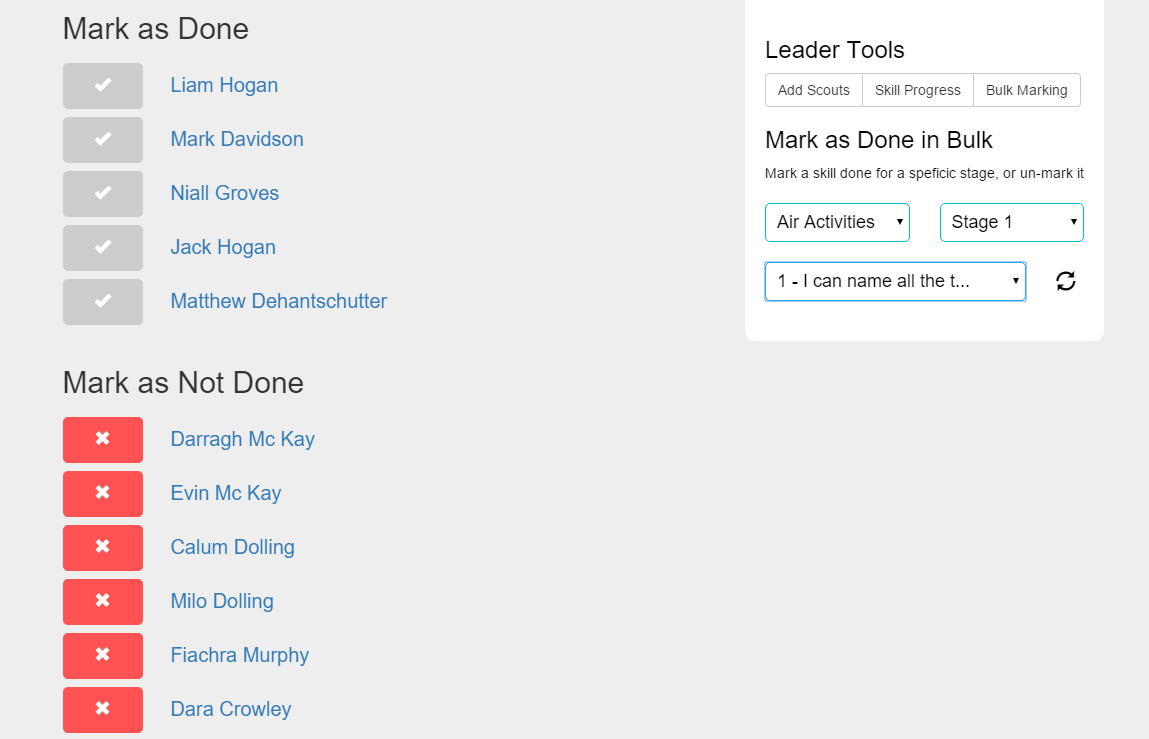 Mark as Done
Liam Hogan
Mark Davidson
Niall Groves
Jack Hogan
Matthew Dehantschutter
Mark as Not Done
Darragh Mc Kay
Evin Mc Kay
Calum Dolling
Milo Dolling
Fiachra Murphy
Dara Crowley
Leader Tools
Add Scouts Skill Progress Bulk Marking
Mark as Done in Bulk
Mark a skill done for a speficic stage, or un-mark it
Air Activities Stage 1
1 - I can name all the t...